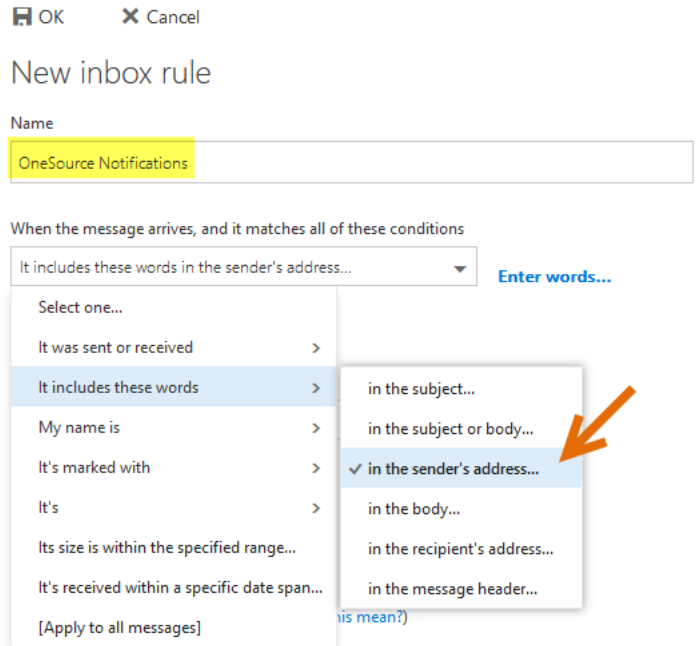 OK Cancel
New inbox rule
Name
OneSource Notifications
When the message arrives, and it matches all of these conditions
It includes these words in the sender's address...
Enter words...
Select one...
It was sent or received
It includes these words
My name is
It's marked with
It's
Its size is within the specified range...
It's received within a specific date span...
[Apply to all messages]
in the subject...
in the subject or body...
in the sender's address...
in the body...
in the recipient's address...
in the message header...
his mean?)